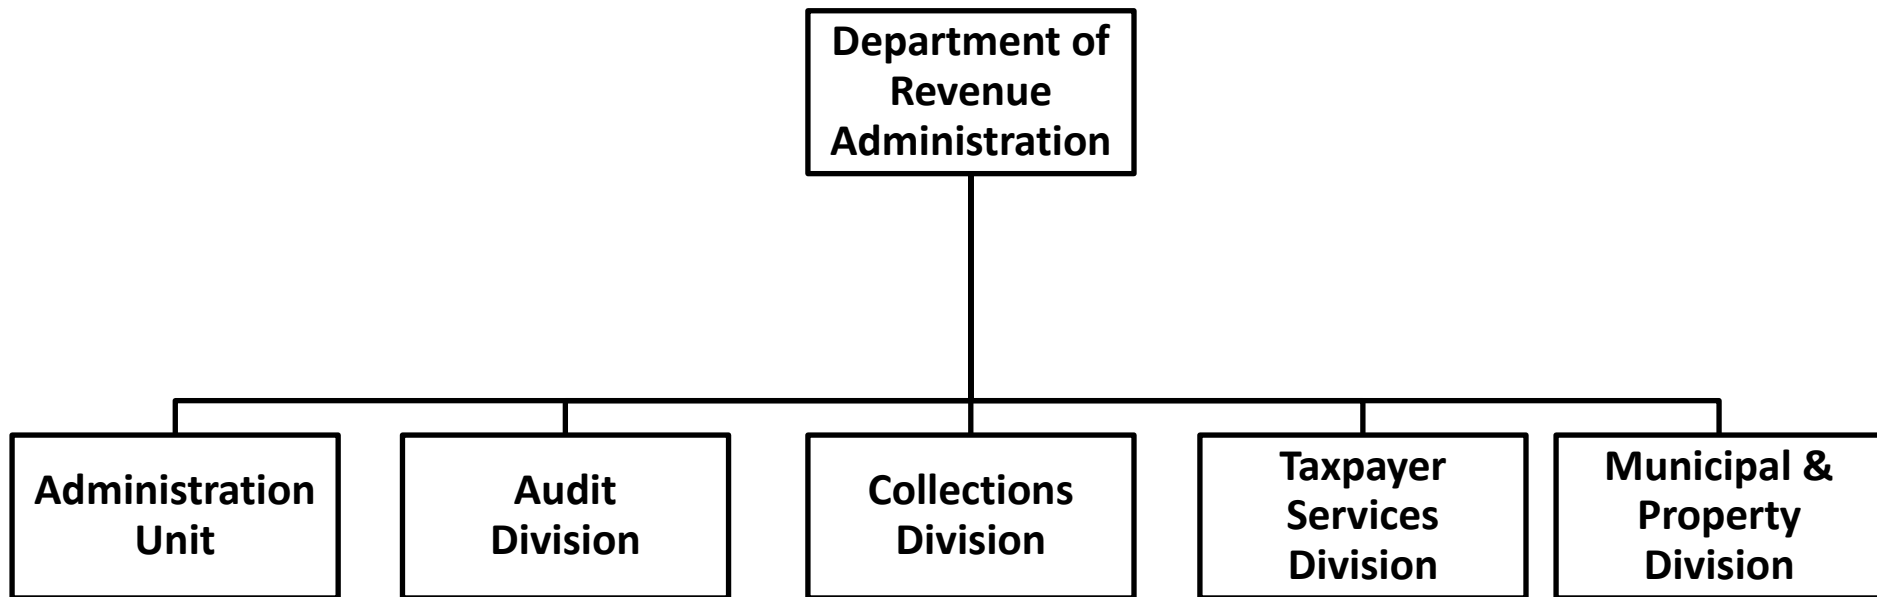 Department of
Revenue
Administration
Administration
Unit
Audit
Division
Collections
Division
Taxpayer
Services
Division
Municipal &
Property
Division